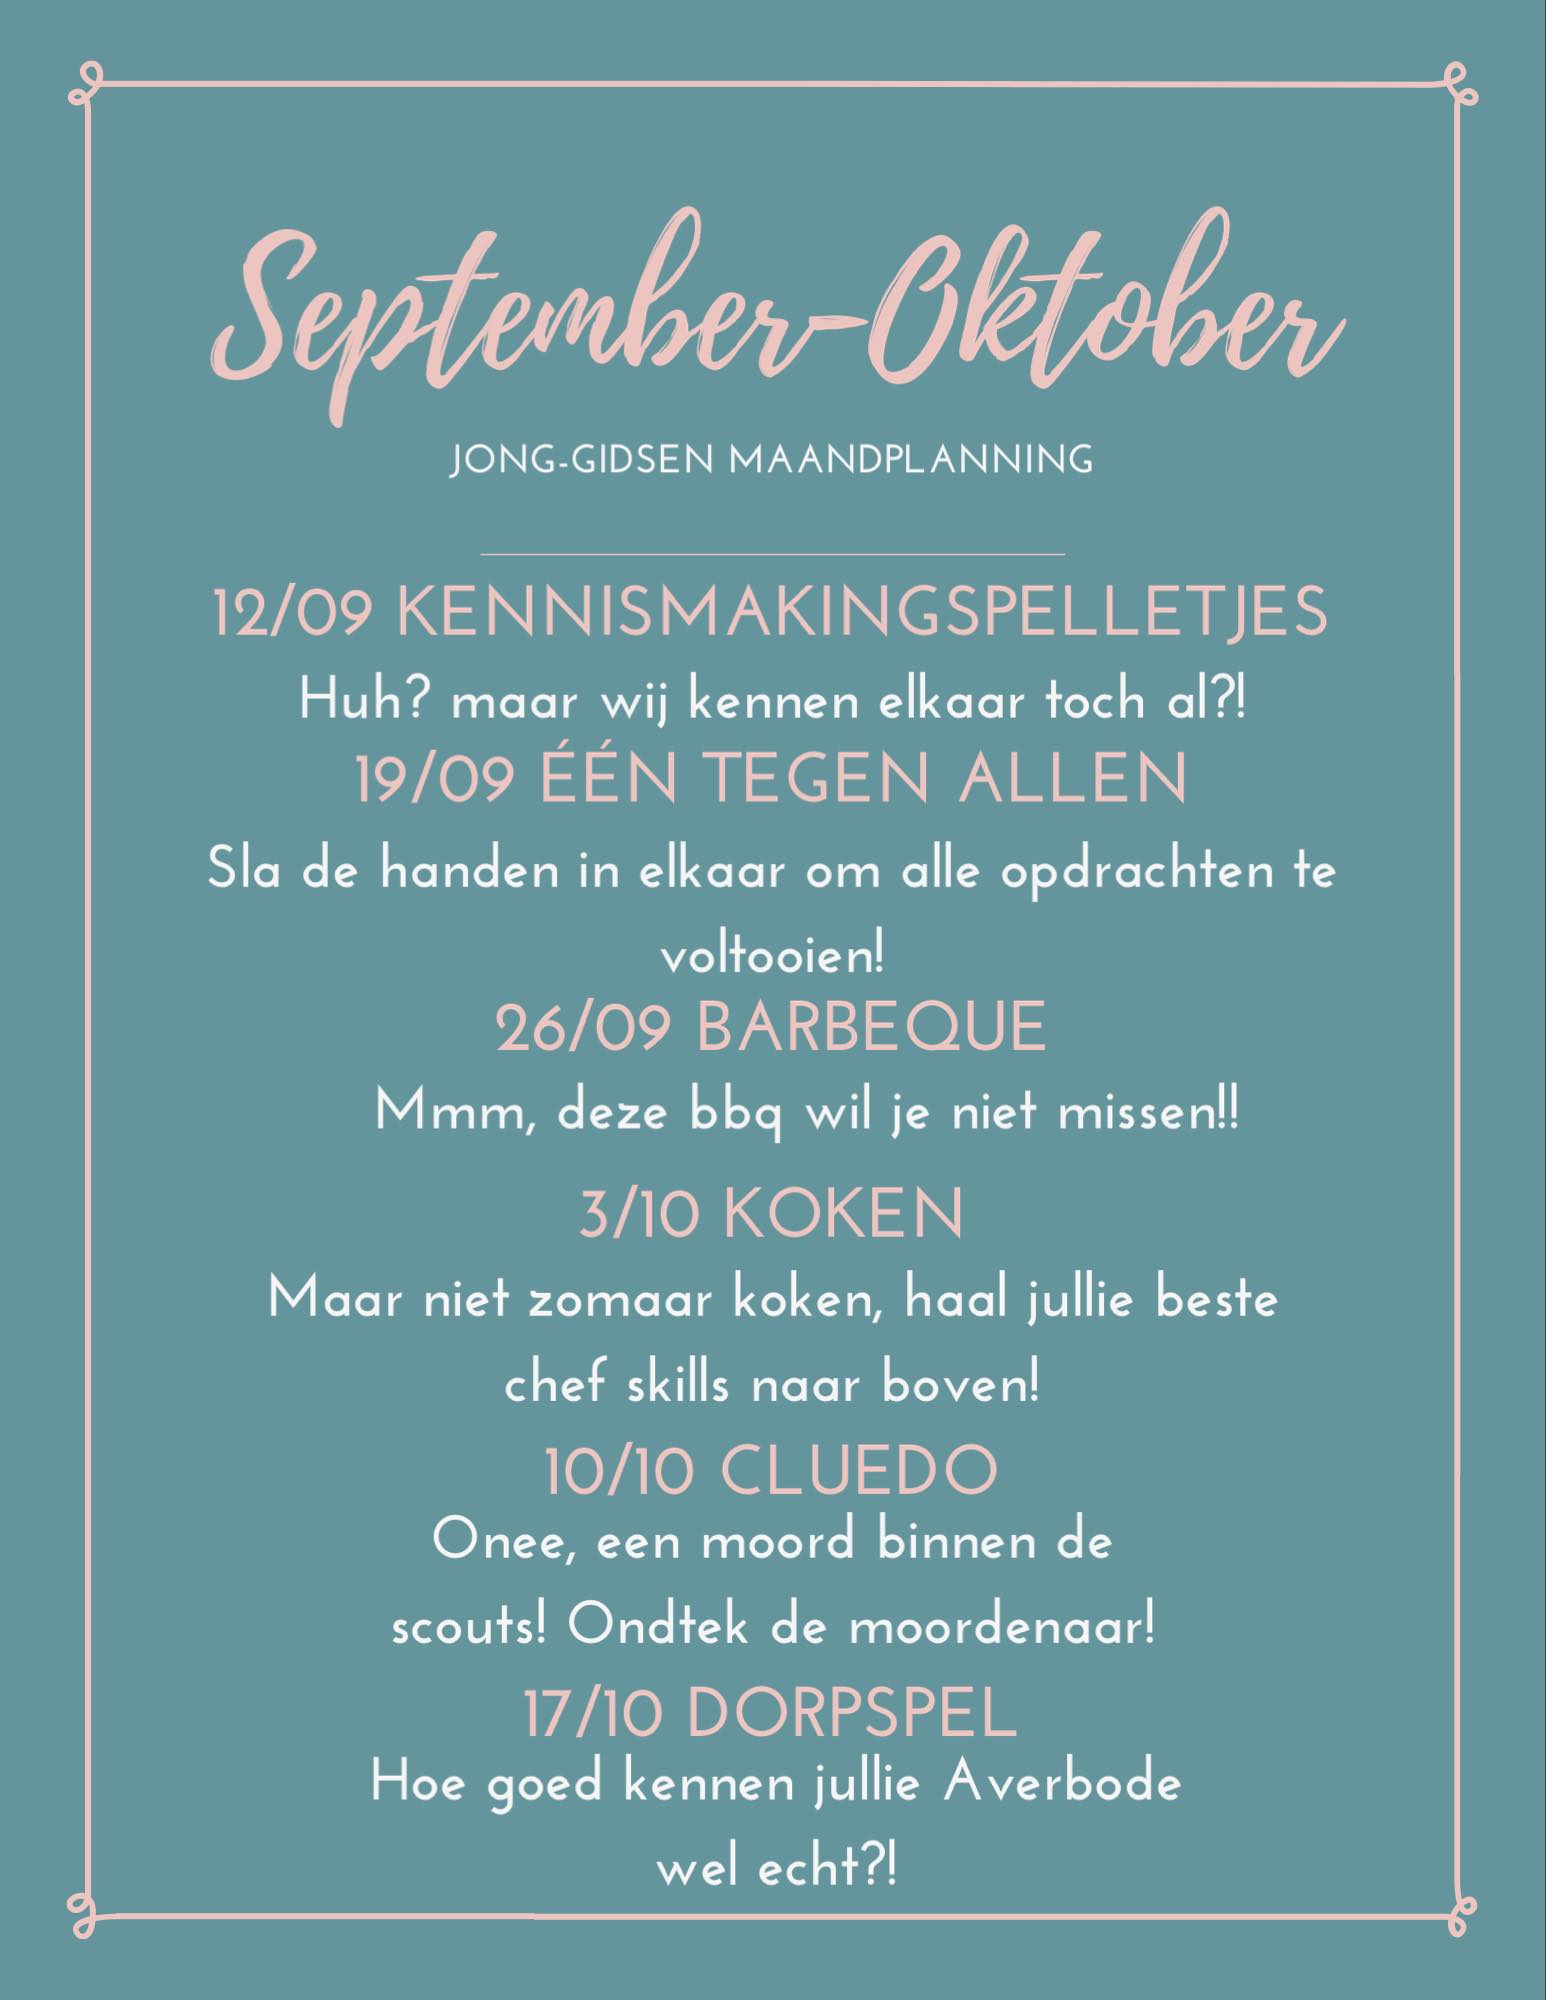 September-Oktober
JONG-GIDSEN MAANDPLANNING
12/09 KENNISMAKINGSPELLETJES
Huh? maar wij kennen elkaar toch al?!
19/09 ÉÉN TEGEN ALLEN
Sla de handen in elkaar om alle opdrachten te
voltooien!
26/09 BARBEQUE
Mmm, deze bbq wil je niet missen!!
3/10 KOKEN
Maar niet zomaar koken, haal jullie beste
chef skills naar boven!
10/10 CLUEDO
Onee, een moord binnen de
scouts! Ondtek de moordenaar!
17/10 DORPSPEL
Hoe goed kennen jullie Averbode
wel echt?!